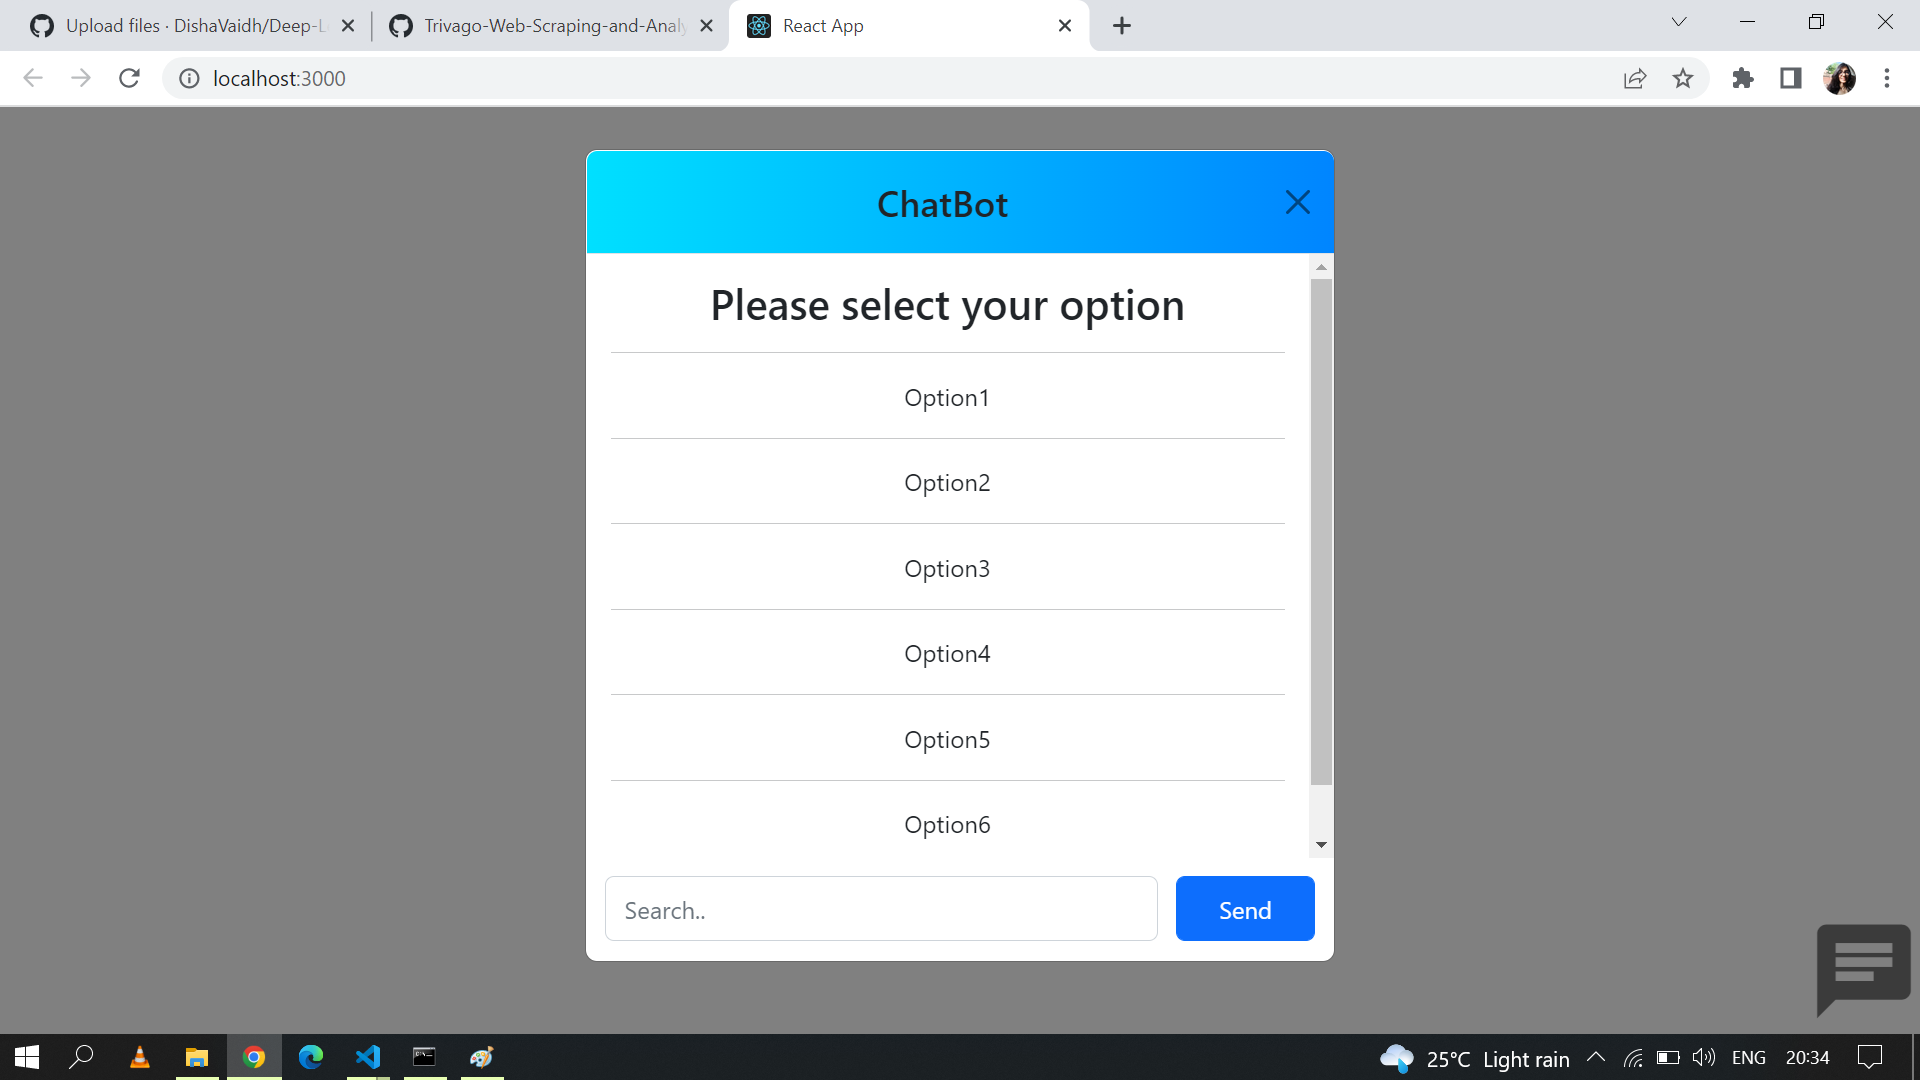 Upload files · DishaVaidh/Deep-L
Trivago-Web-Scraping-and-Analy
React App
localhost:3000
ChatBot
Please select your option
Option1
Option2
Option3
Option4
Option5
Option6
Search..
Send
25°C Light rain
ENG
20:34